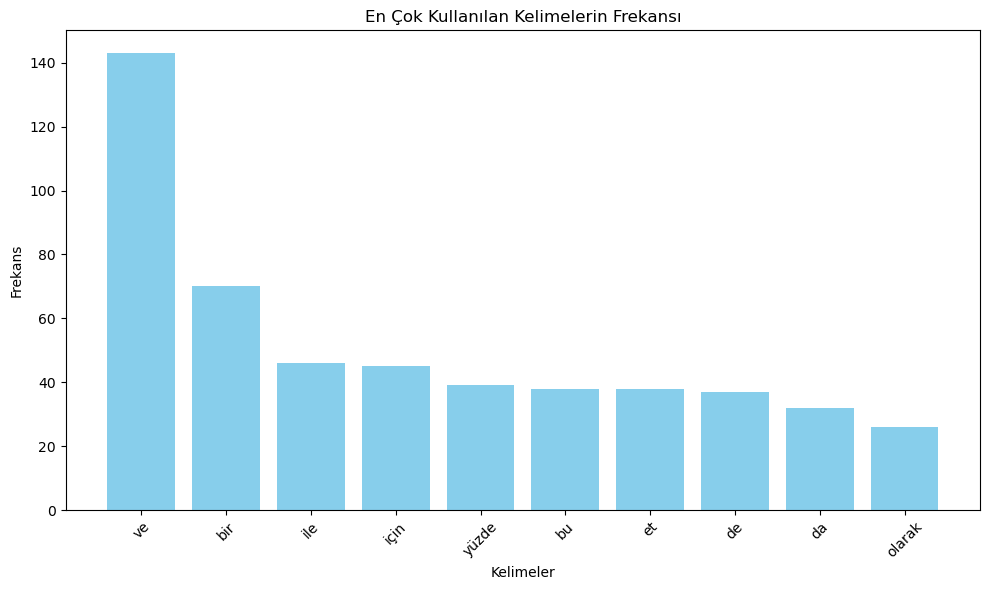 En Çok Kullanılan Kelimelerin Frekansı
140
120
100
80
60
40
20
0
Frekans
ve
bir
ile
için
yüzde
bu
et
de
da
olarak
Kelimeler